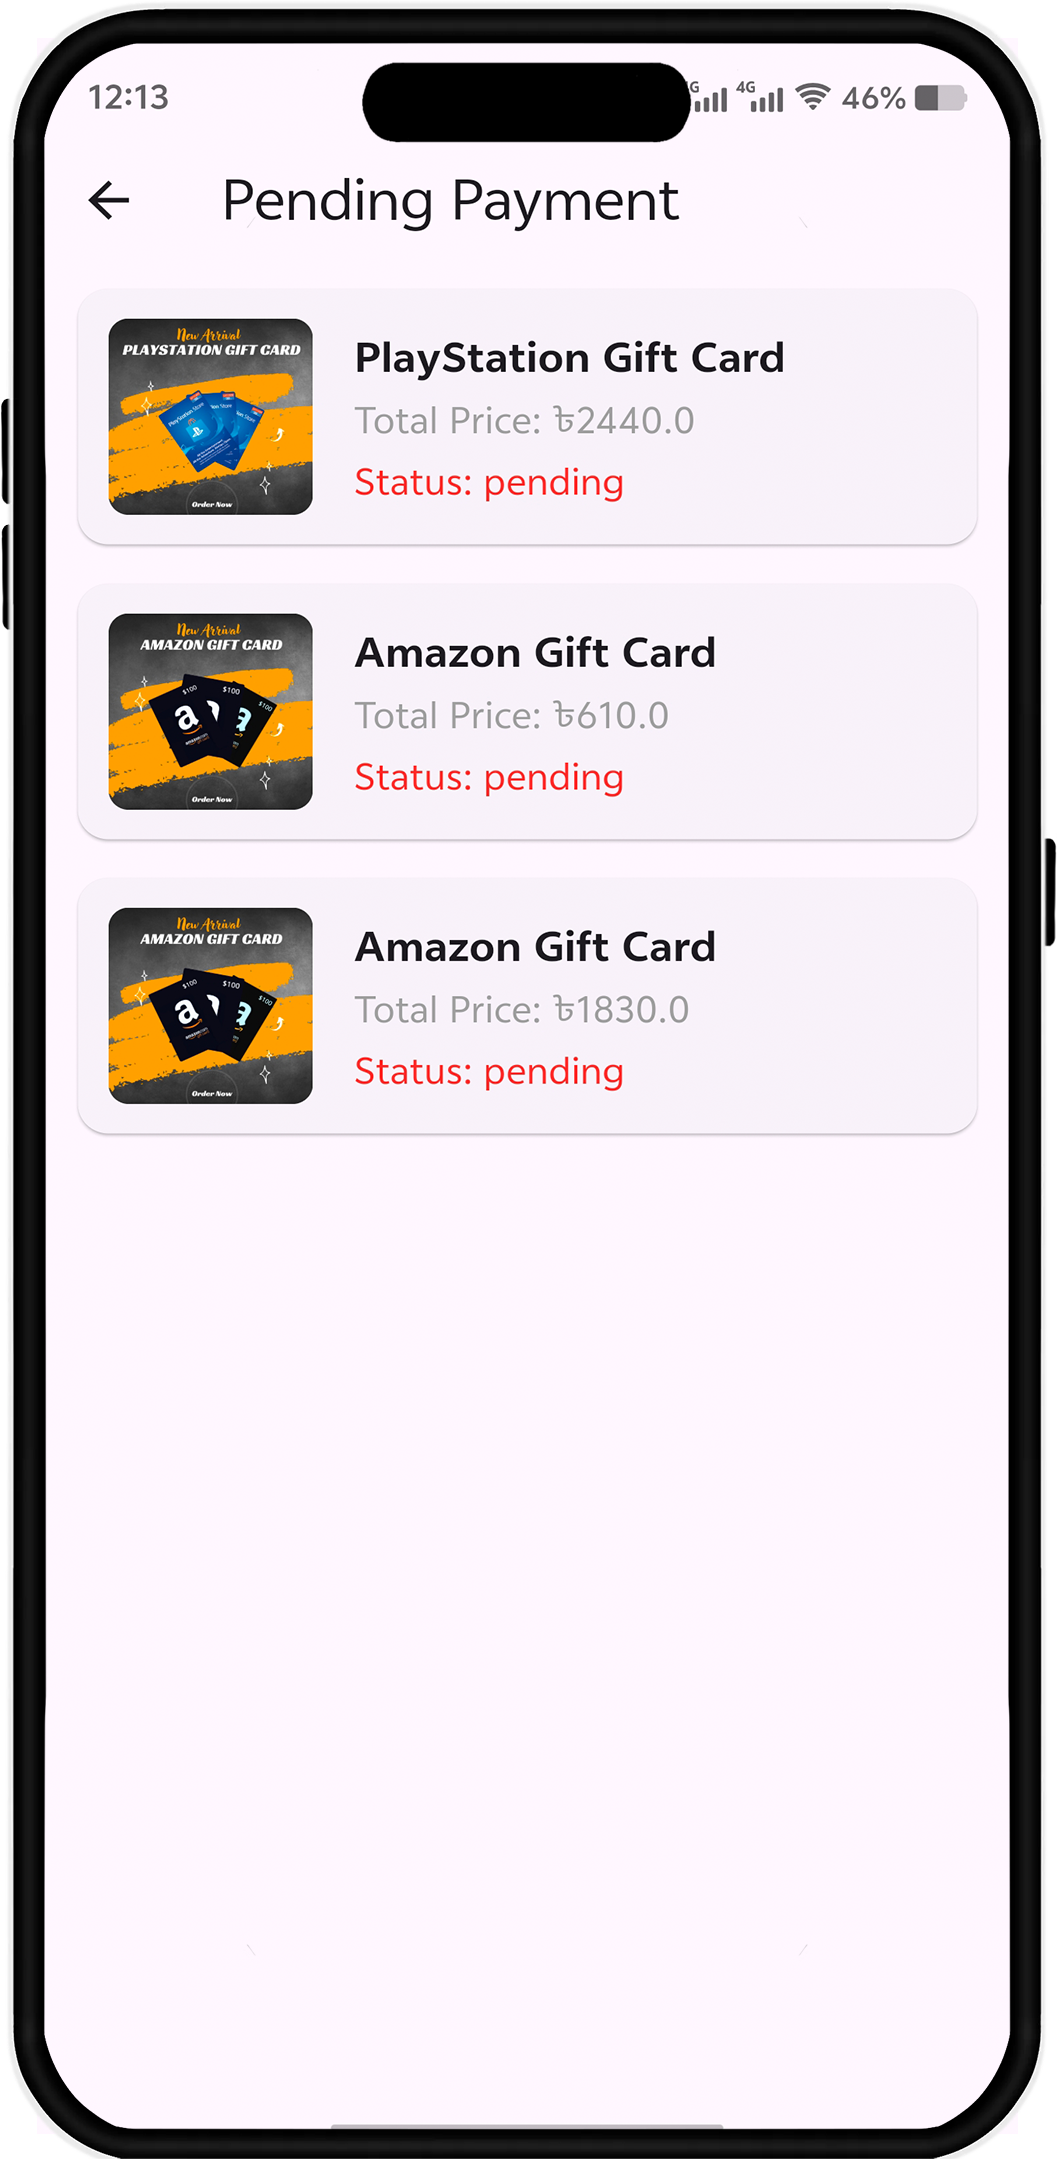 12:13
4G 46%
Pending Payment
New Arrival
PLAYSTATION GIFT CARD
PlayStation Store
Order Now
PlayStation Gift Card
Total Price: ৳2440.0
Status: pending
New Arrival
AMAZON GIFT CARD
$100 $100 $100
Order Now
Amazon Gift Card
Total Price: ৳610.0
Status: pending
New Arrival
AMAZON GIFT CARD
$100 $100 $100
Order Now
Amazon Gift Card
Total Price: ৳1830.0
Status: pending